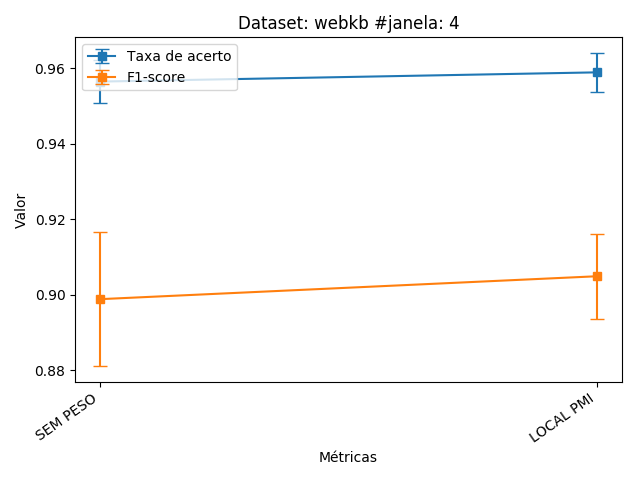 Dataset: webkb #janela: 4
Taxa de acerto
F1-score
0.96
0.94
0.92
0.90
0.88
Valor
SEM PESO
LOCAL PMI
Métricas